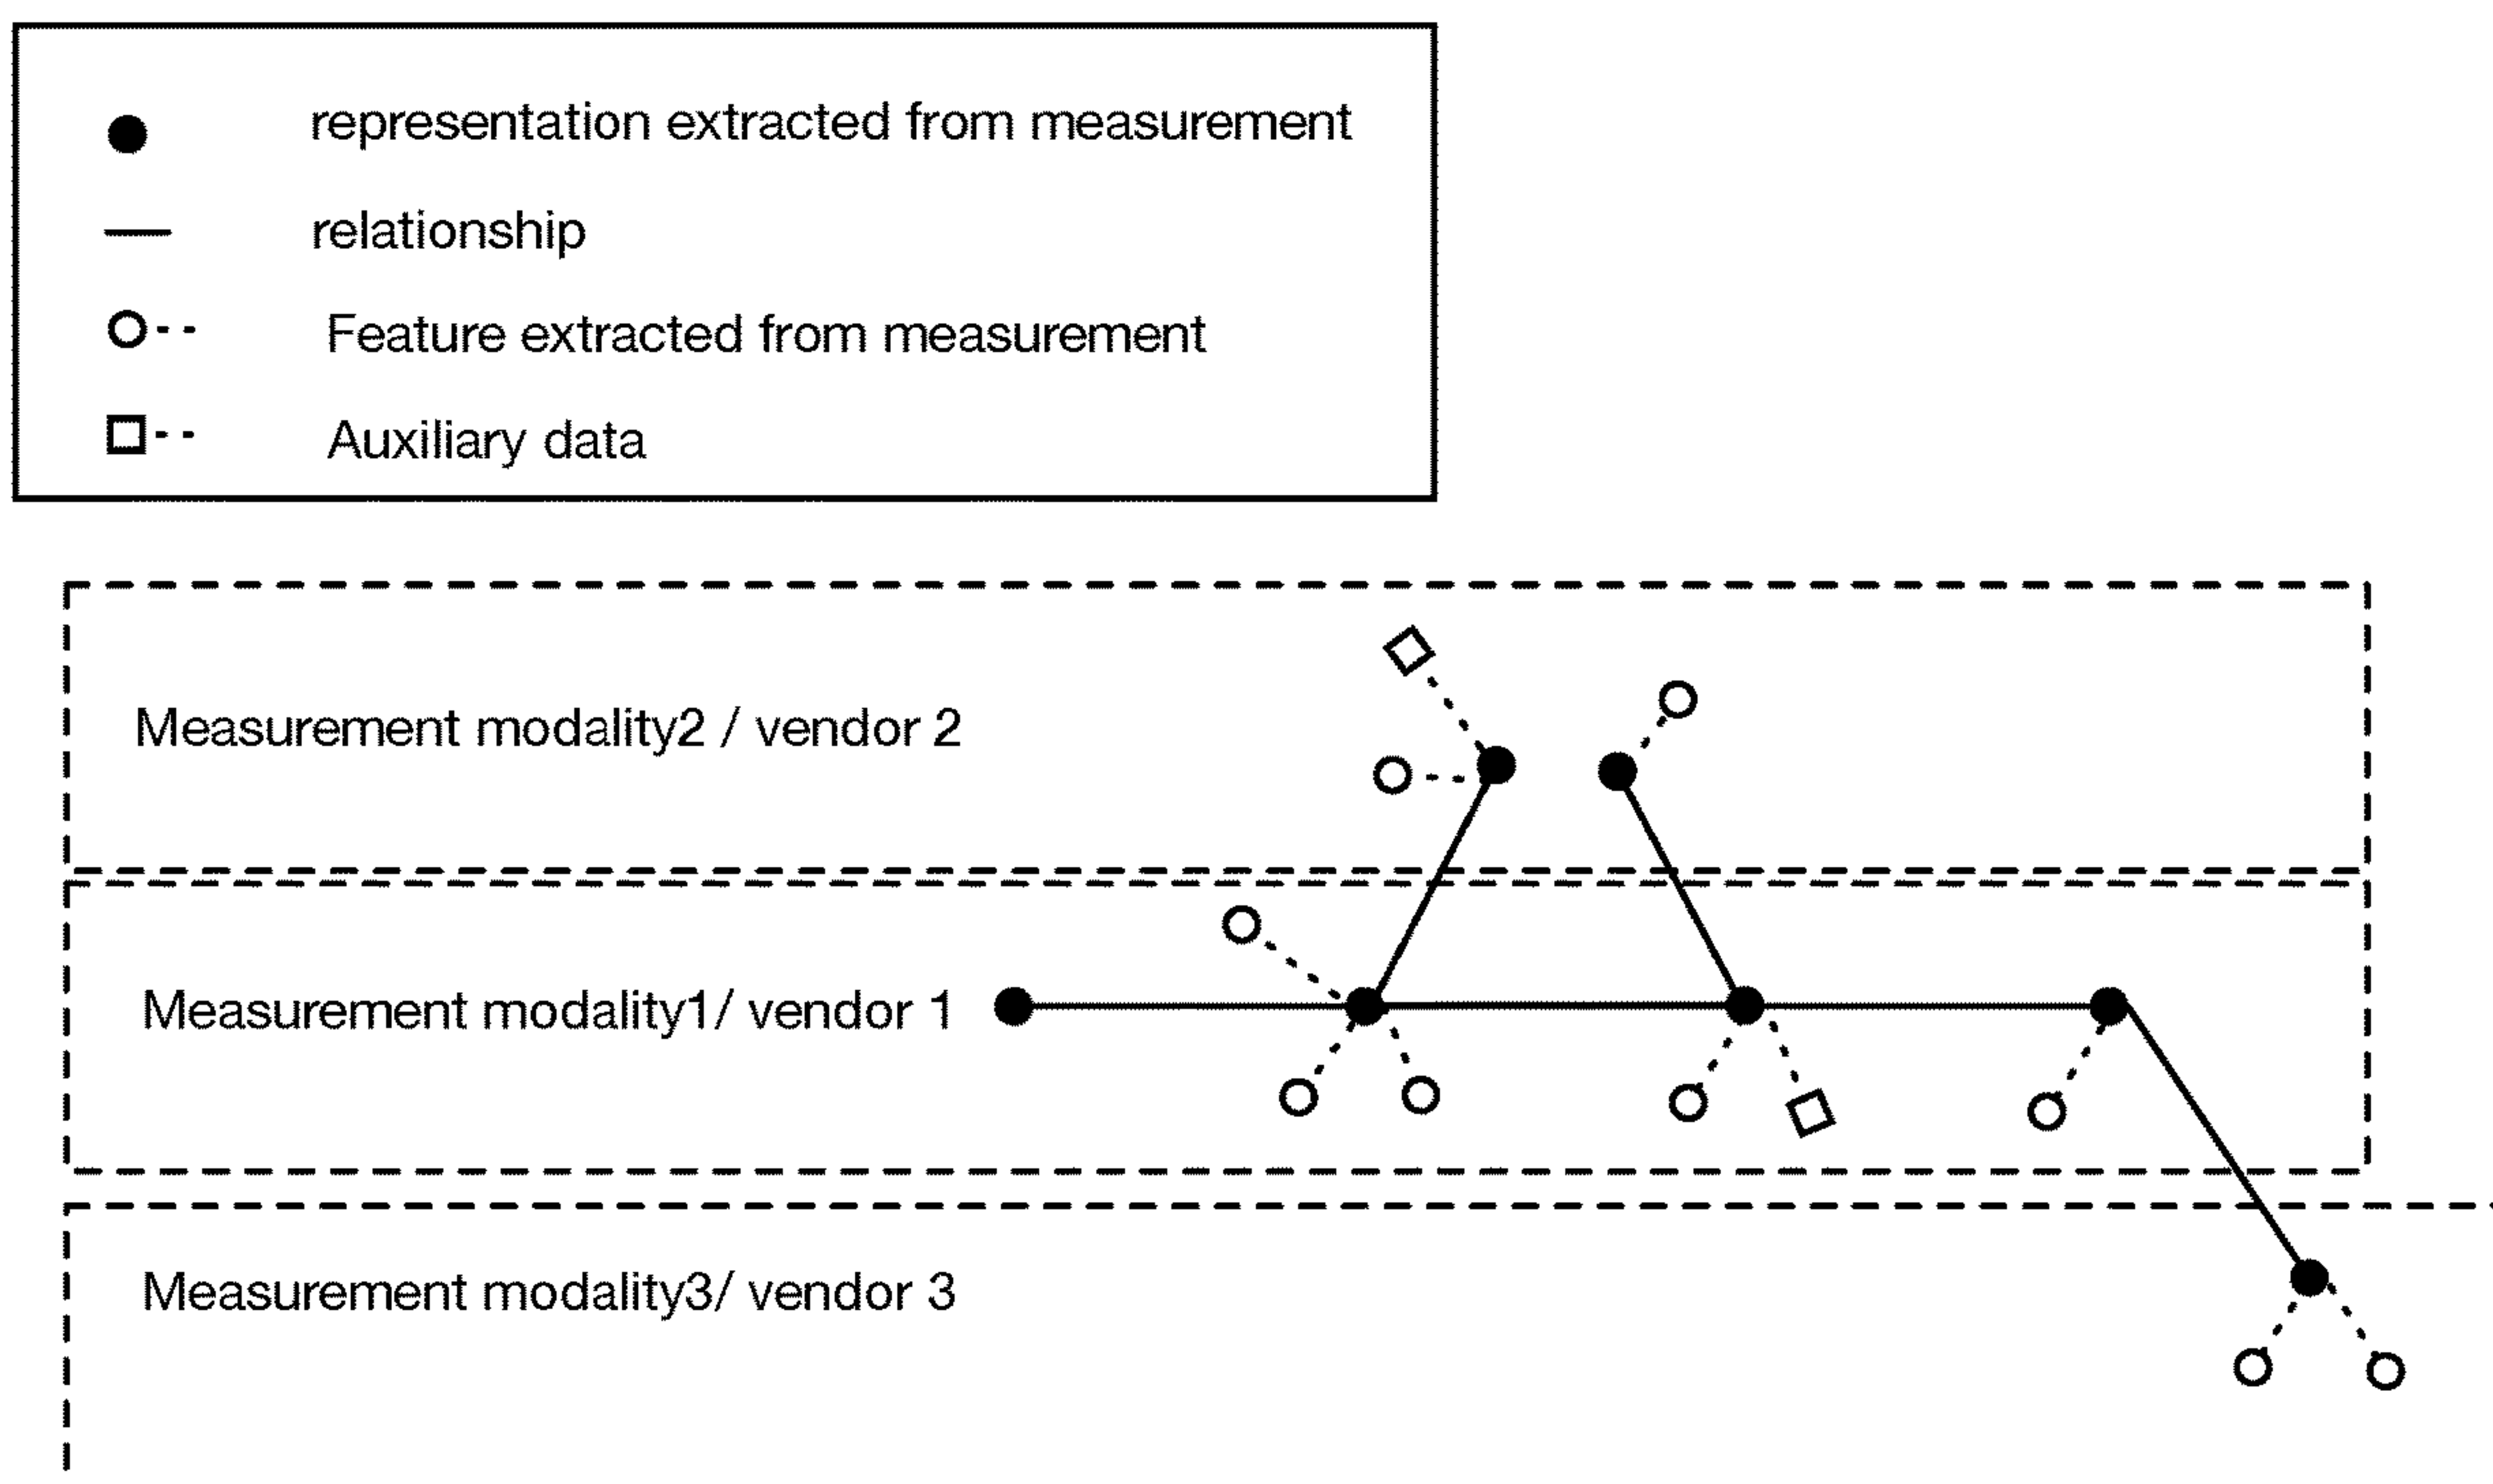 representation extracted from measurement
relationship
Feature extracted from measurement
Auxiliary data
Measurement modality2 / vendor 2
Measurement modality1/ vendor 1
Measurement modality3/ vendor 3